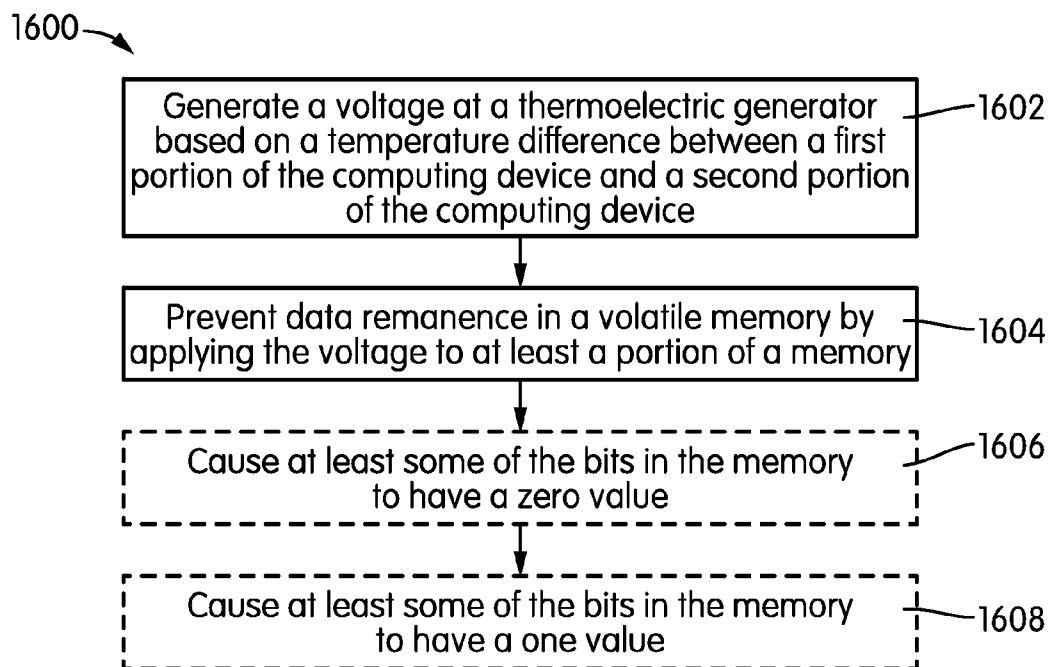 1600
Generate a voltage at a thermoelectric generator
based on a temperature difference between a first
portion of the computing device and a second portion
of the computing device
1602
Prevent data remanence in a volatile memory by
applying the voltage to at least a portion of a memory
1604
Cause at least some of the bits in the memory
to have a zero value
1606
Cause at least some of the bits in the memory
to have a one value
1608